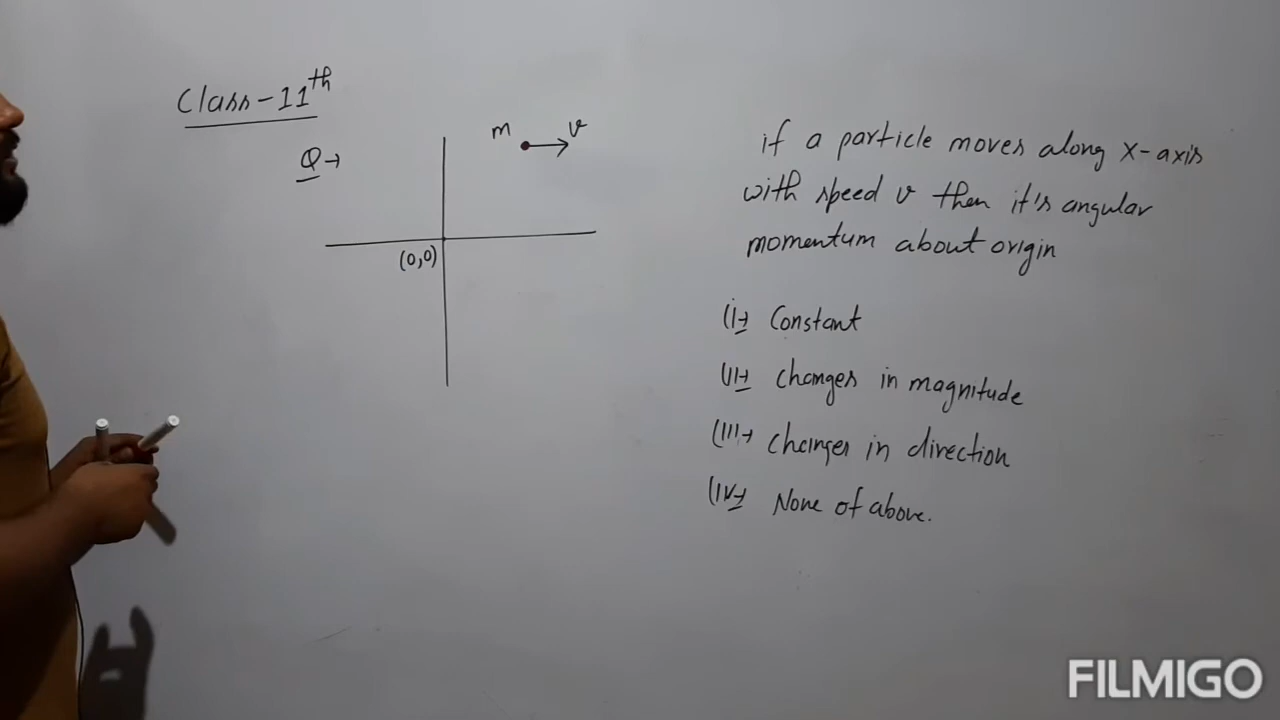 Class-11th
Q→
m
v
(0,0)
if a particle moves along x-axis
with speed v then it's angular
momentum about origin
(i)→ Constant
(ii)→ changes in magnitude
(iii)→ changes in direction
(iv)→ None of above.
FILMIGO